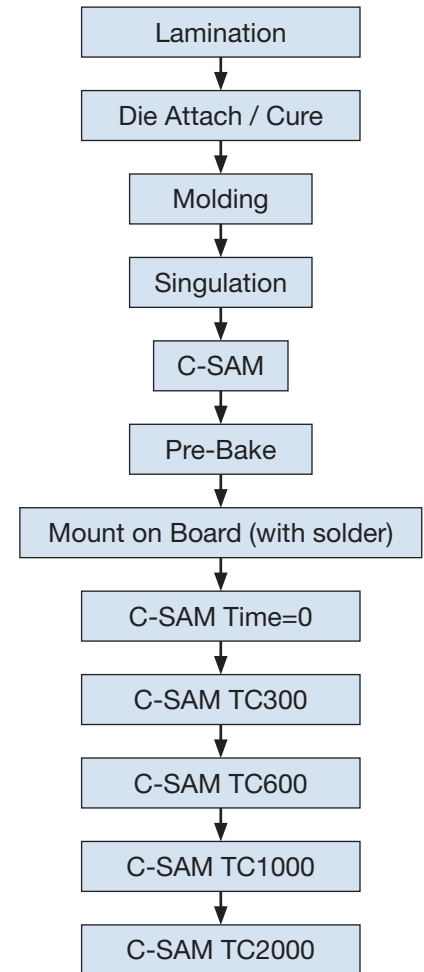 Lamination
Die Attach / Cure
Molding
Singulation
C-SAM
Pre-Bake
Mount on Board (with solder)
C-SAM Time=0
C-SAM TC300
C-SAM TC600
C-SAM TC1000
C-SAM TC2000